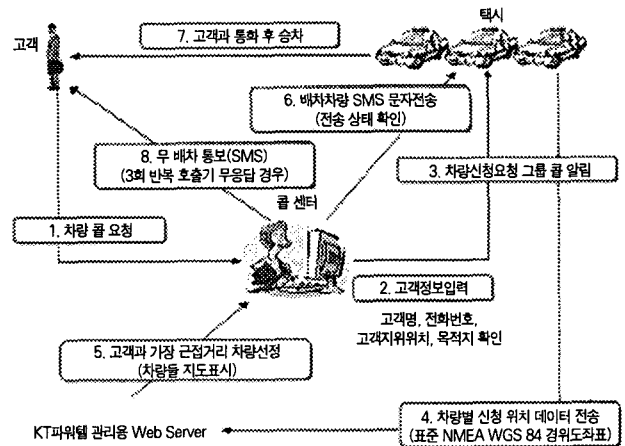 택시
고객
7. 고객과 통화 후 승차
6. 배차차량 SMS 문자전송
(전송 상태 확인)
8. 무 배차 통보(SMS)
(3회 반복 호출기 무응답 경우)
3. 차량신청요청 그룹 콜 알림
콜 센터
1. 차량 콜 요청
2. 고객정보입력
고객명, 전화번호,
고객지위위치, 목적지 확인
5. 고객과 가장 근접거리 차량선정
(차량들 지도표시)
4. 차량별 신청 위치 데이터 전송
(표준 NMEA WGS 84 경위도좌표)
KT파워텔 관리용 Web Server